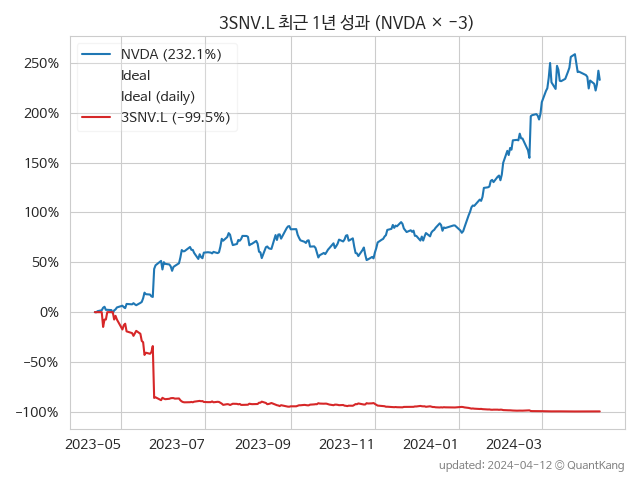 3SNV.L 최근 1년 성과 (NVDA × -3)
NVDA (232.1%)
Ideal
Ideal (daily)
3SNV.L (-99.5%)
250%
200%
150%
100%
50%
0%
-50%
-100%
2023-05 2023-07 2023-09 2023-11 2024-01 2024-03
updated: 2024-04-12 © QuantKang